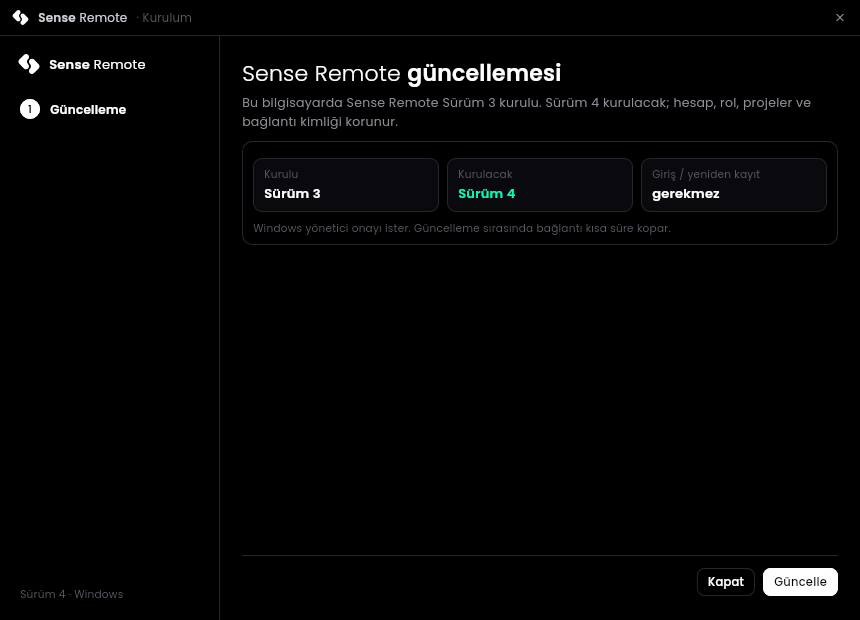 Sense Remote · Kurulum
Sense Remote
1 Güncelleme
Sense Remote güncellemesi
Bu bilgisayarda Sense Remote Sürüm 3 kurulu. Sürüm 4 kurulacak; hesap, rol, projeler ve
bağlantı kimliği korunur.
Kurulu
Sürüm 3
Kurulacak
Sürüm 4
Giriş / yeniden kayıt
gerekmez
Windows yönetici onayı ister. Güncelleme sırasında bağlantı kısa süre kopar.
Kapat
Güncelle
Sürüm 4 · Windows